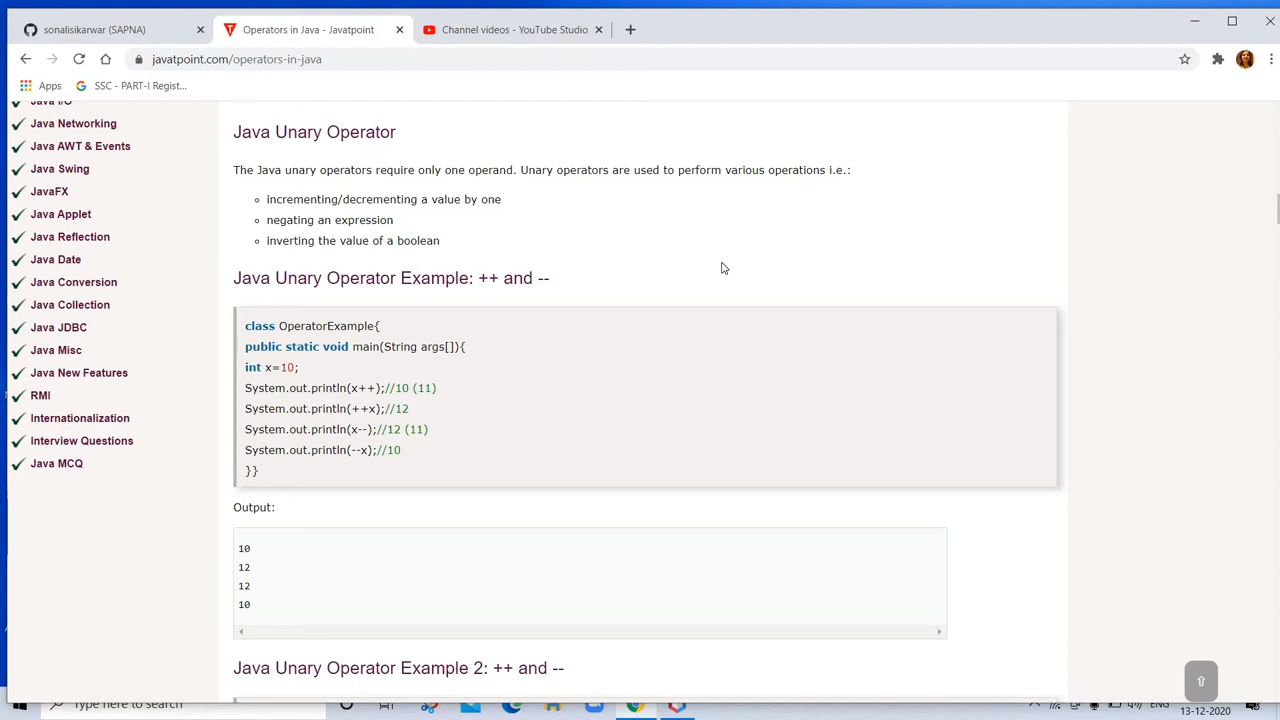 sonalisikarwar (SAPNA)
Operators in Java - Javatpoint
Channel videos - YouTube Studio
javatpoint.com/operators-in-java
Apps
SSC - PART-I Regist...
Java I/O
Java Networking
Java AWT & Events
Java Swing
JavaFX
Java Applet
Java Reflection
Java Date
Java Conversion
Java Collection
Java JDBC
Java Misc
Java New Features
RMI
Internationalization
Interview Questions
Java MCQ
Java Unary Operator
The Java unary operators require only one operand. Unary operators are used to perform various operations i.e.:
incrementing/decrementing a value by one
negating an expression
inverting the value of a boolean
Java Unary Operator Example: ++ and --
class OperatorExample{
public static void main(String args[]){
int x=10;
System.out.println(x++);//10 (11)
System.out.println(++x);//12
System.out.println(x--);//12 (11)
System.out.println(--x);//10
}}
Output:
10
12
12
10
Java Unary Operator Example 2: ++ and --
Type here to search
ENG
13-12-2020